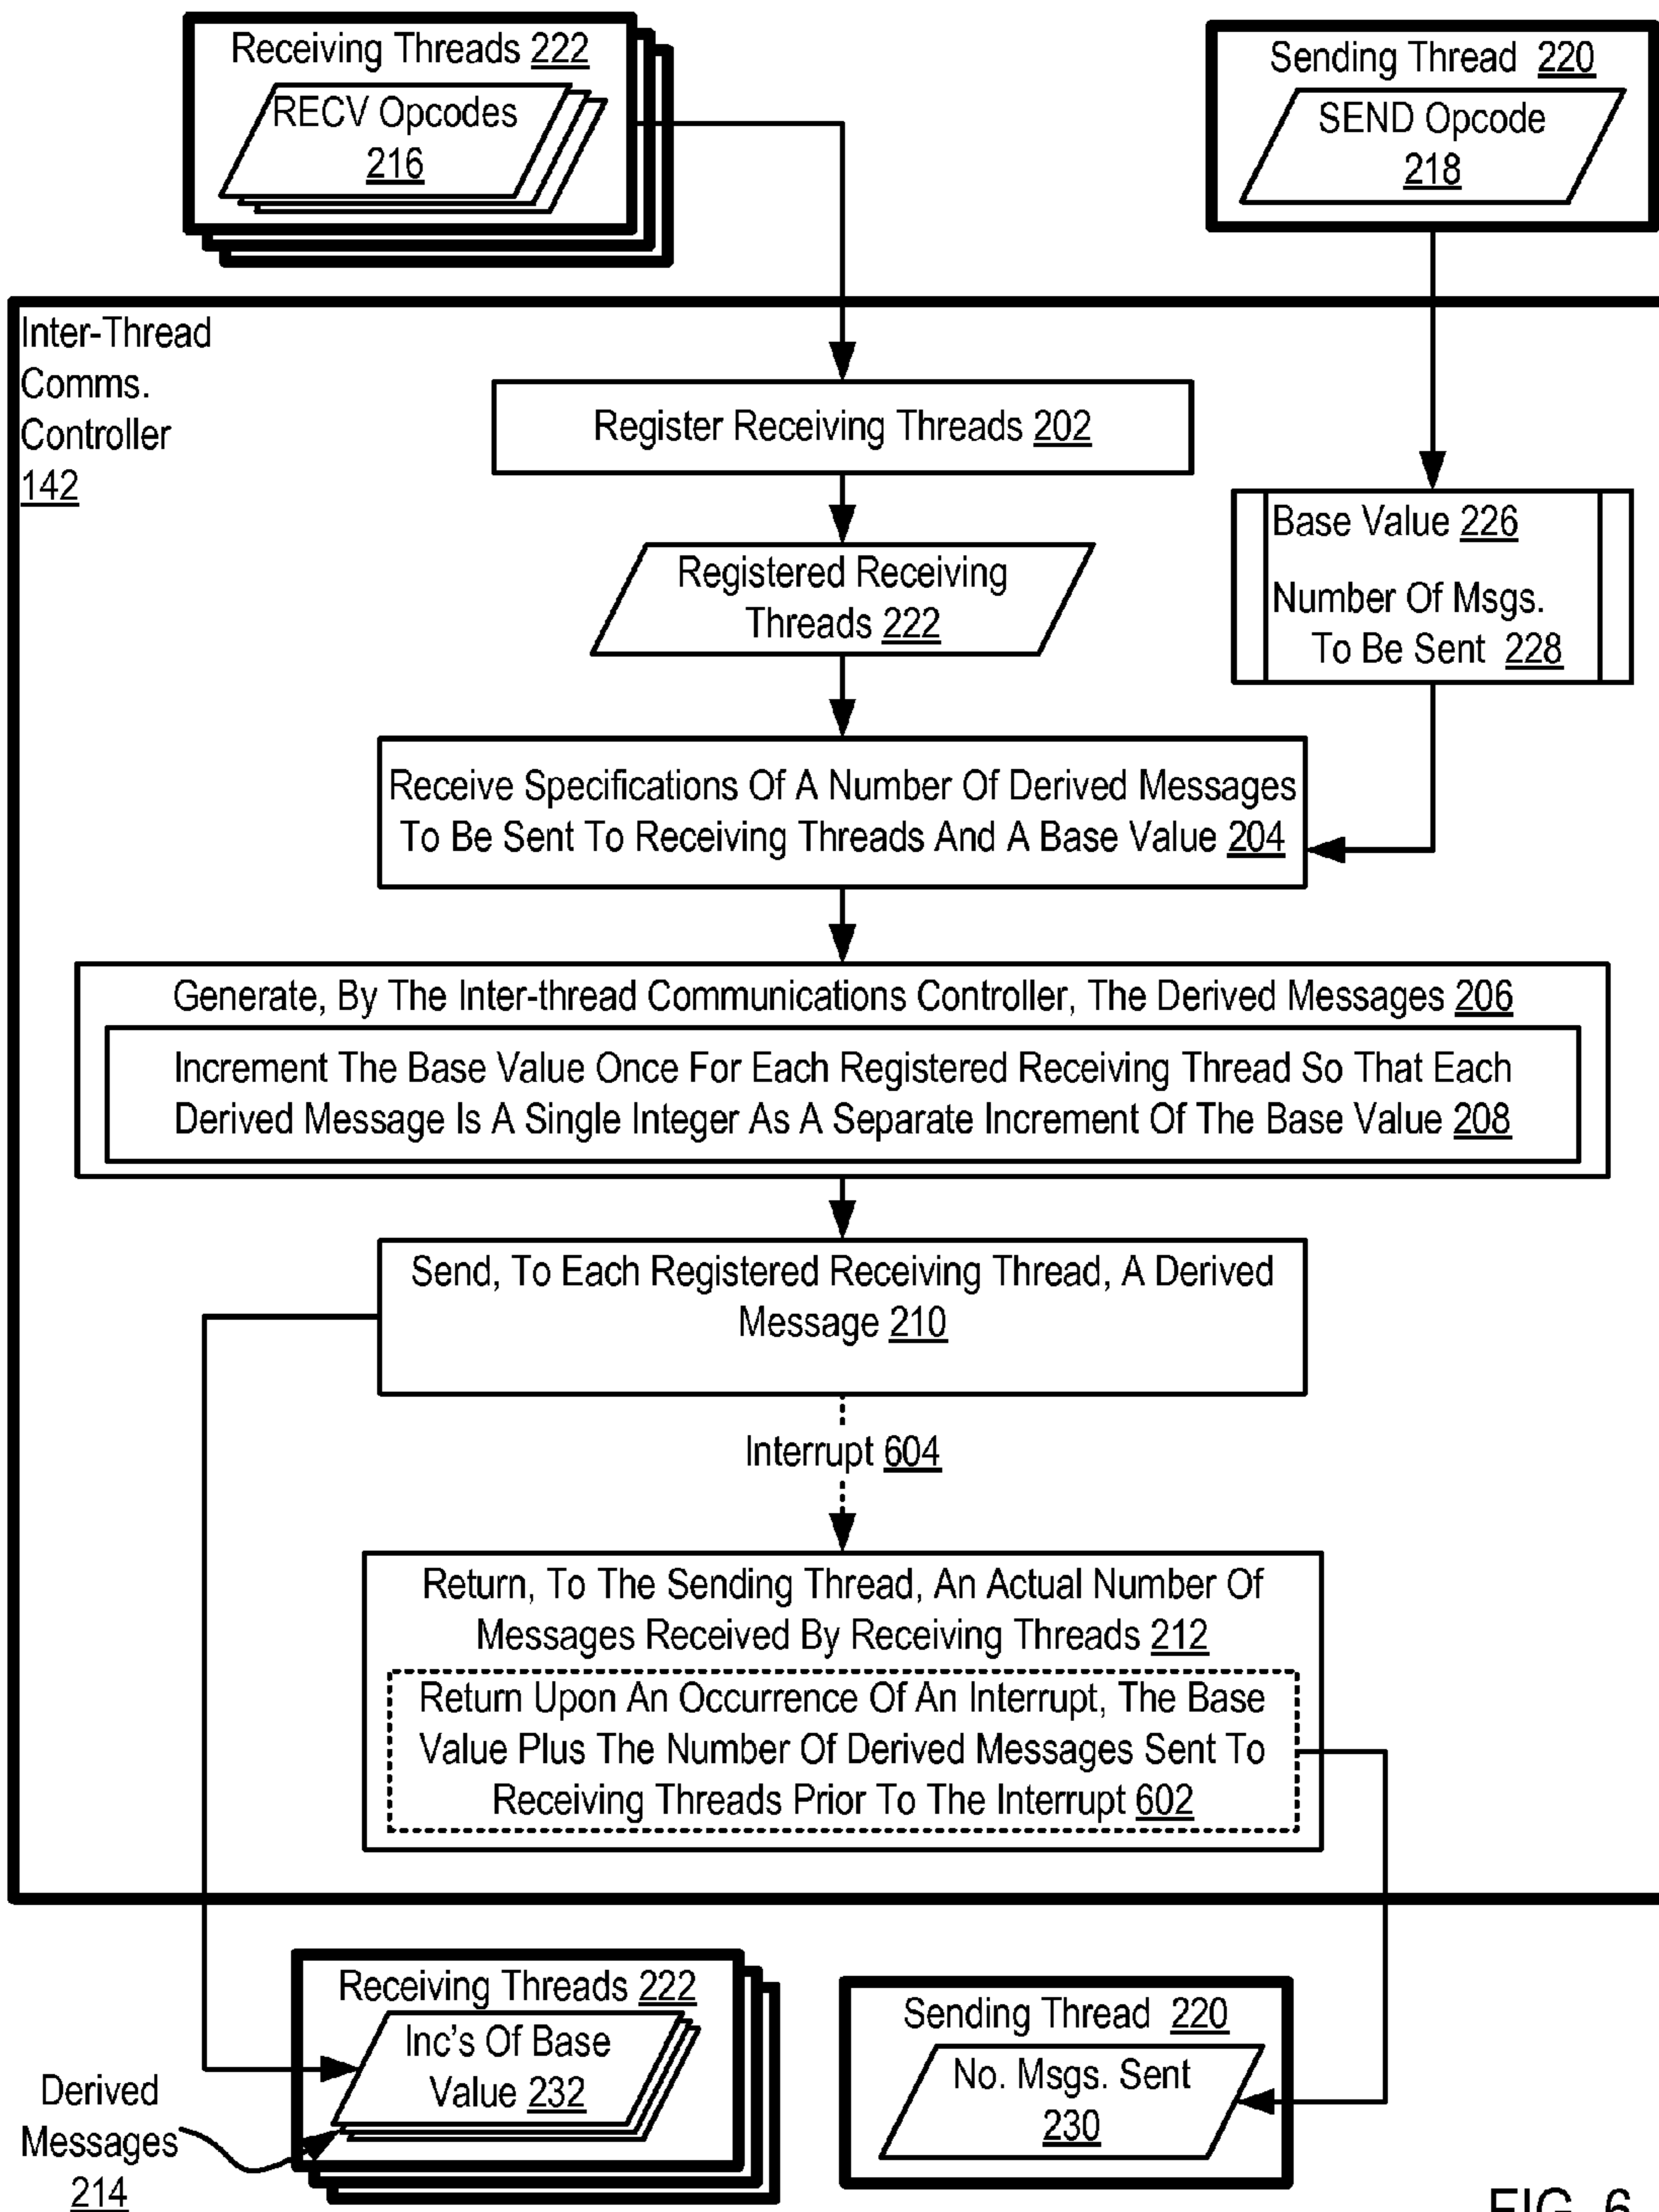 Receiving Threads 222
RECV Opcodes
216
Sending Thread 220
SEND Opcode
218
Inter-Thread
Comms.
Controller
142
Register Receiving Threads 202
Registered Receiving
Threads 222
Base Value 226
Number Of Msgs.
To Be Sent 228
Receive Specifications Of A Number Of Derived Messages
To Be Sent To Receiving Threads And A Base Value 204
Generate, By The Inter-thread Communications Controller, The Derived Messages 206
Increment The Base Value Once For Each Registered Receiving Thread So That Each
Derived Message Is A Single Integer As A Separate Increment Of The Base Value 208
Send, To Each Registered Receiving Thread, A Derived
Message 210
Interrupt 604
Return, To The Sending Thread, An Actual Number Of
Messages Received By Receiving Threads 212
Return Upon An Occurrence Of An Interrupt, The Base
Value Plus The Number Of Derived Messages Sent To
Receiving Threads Prior To The Interrupt 602
Receiving Threads 222
Inc's Of Base
Value 232
Derived
Messages
214
Sending Thread 220
No. Msgs. Sent
230
FIG. 6